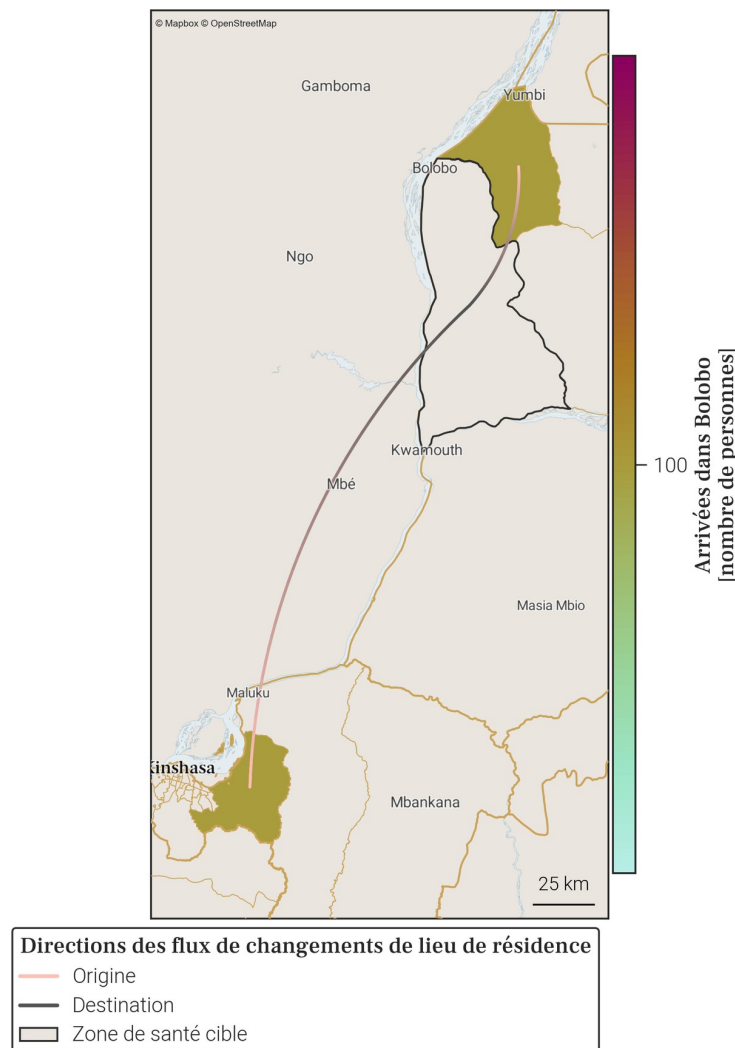 © Mapbox © OpenStreetMap
Gamboma
Yumbi
Bolobo
Ngo
Kwamouth
Mbé
Masia Mbio
Maluku
Kinshasa
Mbankana
25 km
100
Arrivées dans Bolobo
[nombre de personnes]
Directions des flux de changements de lieu de résidence
Origine
Destination
Zone de santé cible